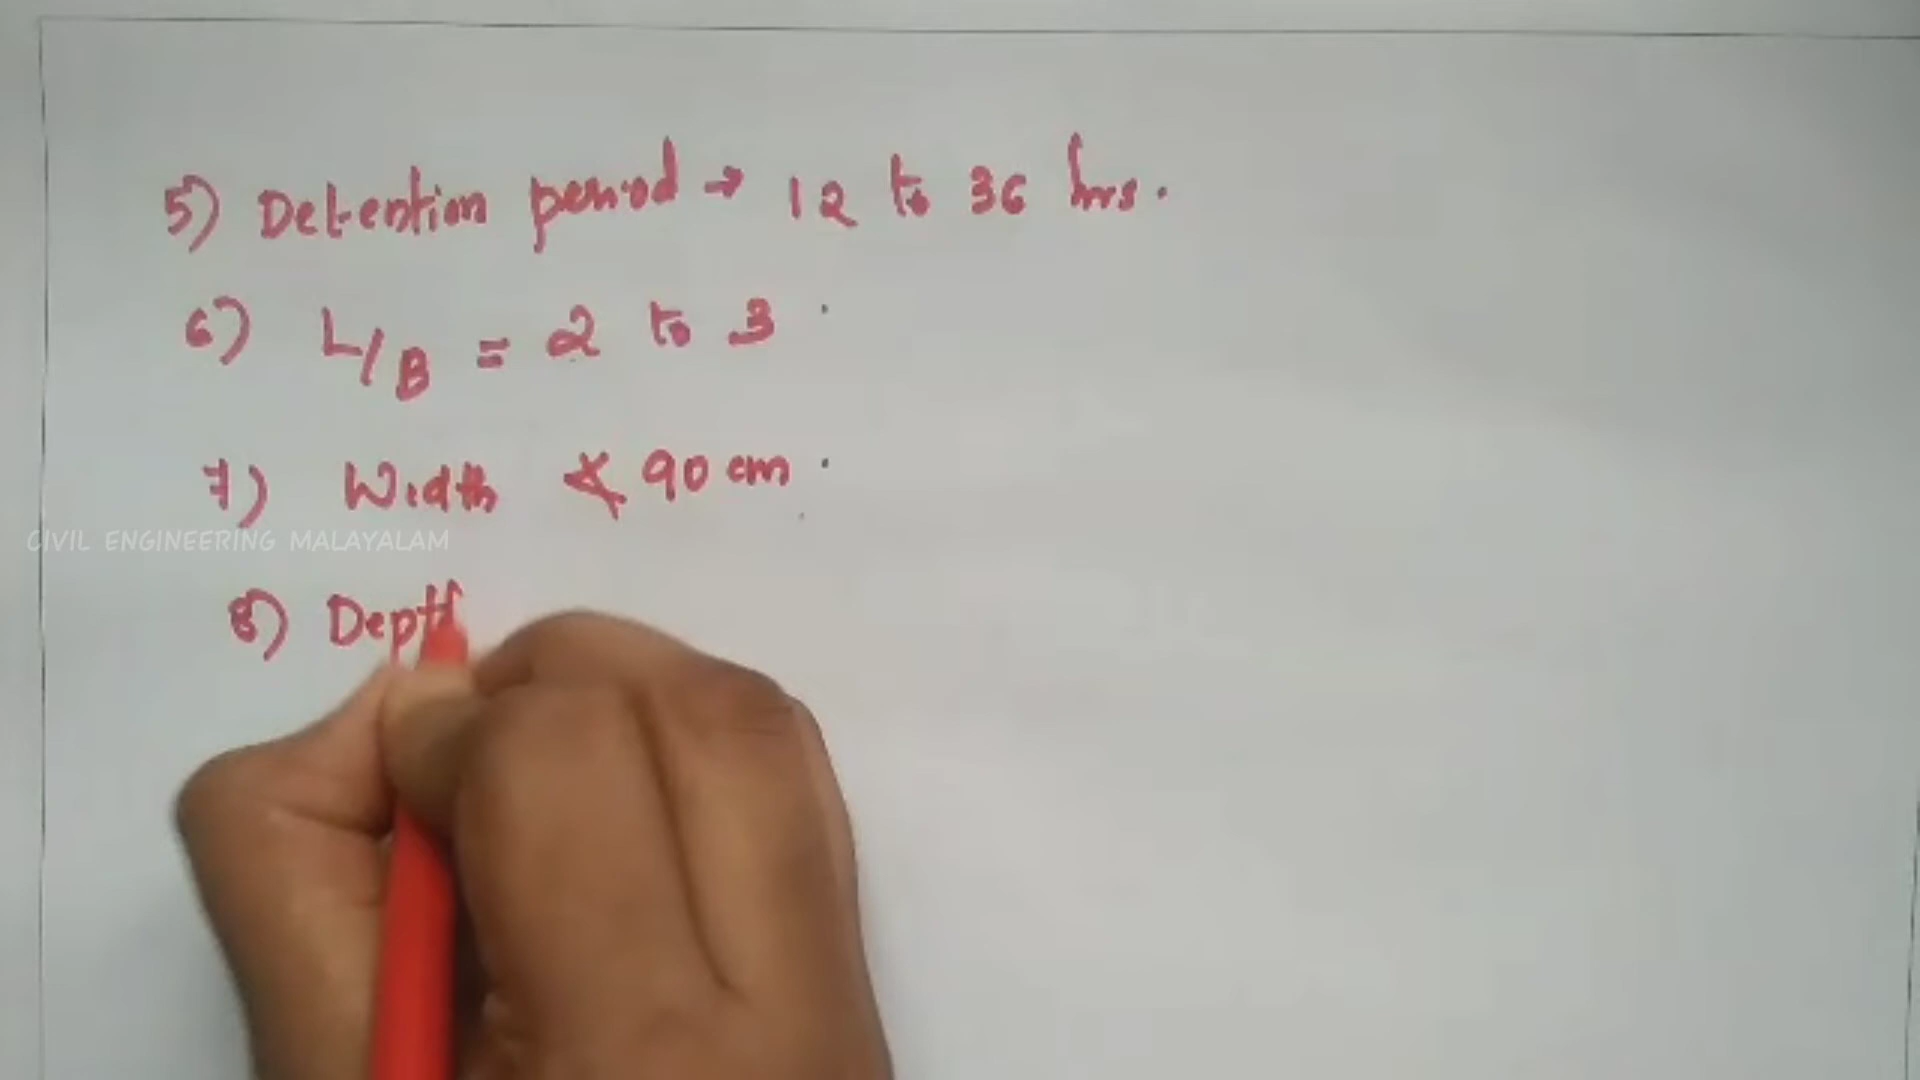 5) Detention period → 12 to 36 hrs.
6) L/B = 2 to 3
7) Width ≮ 90 cm
CIVIL ENGINEERING MALAYALAM
8) Depth